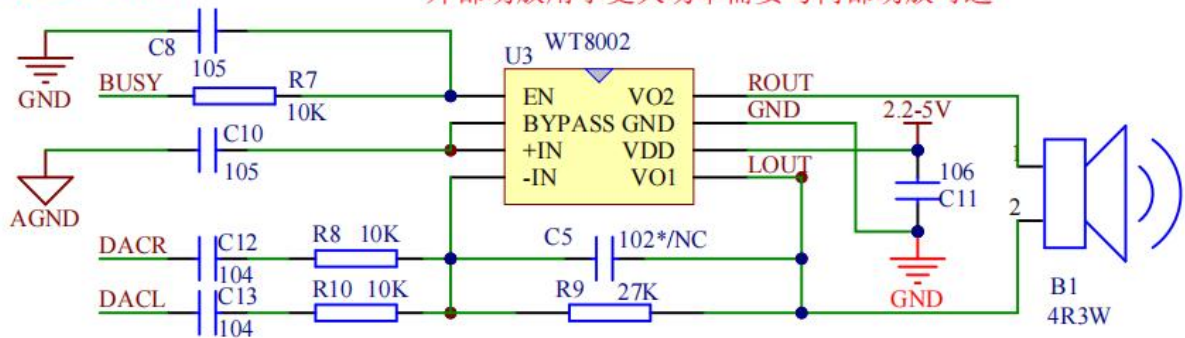 WT8002
U3
C8
105
BUSY
R7
10K
GND
C10
105
AGND
EN
BYPASS
+IN
-IN
VO2
GND
VDD
VO1
ROUT
GND
LOUT
2.2-5V
106
C11
GND
1
2
B1
4R3W
DACR
C12
104
R8 10K
C5
102*/NC
DACL
C13
104
R10 10K
R9
27K